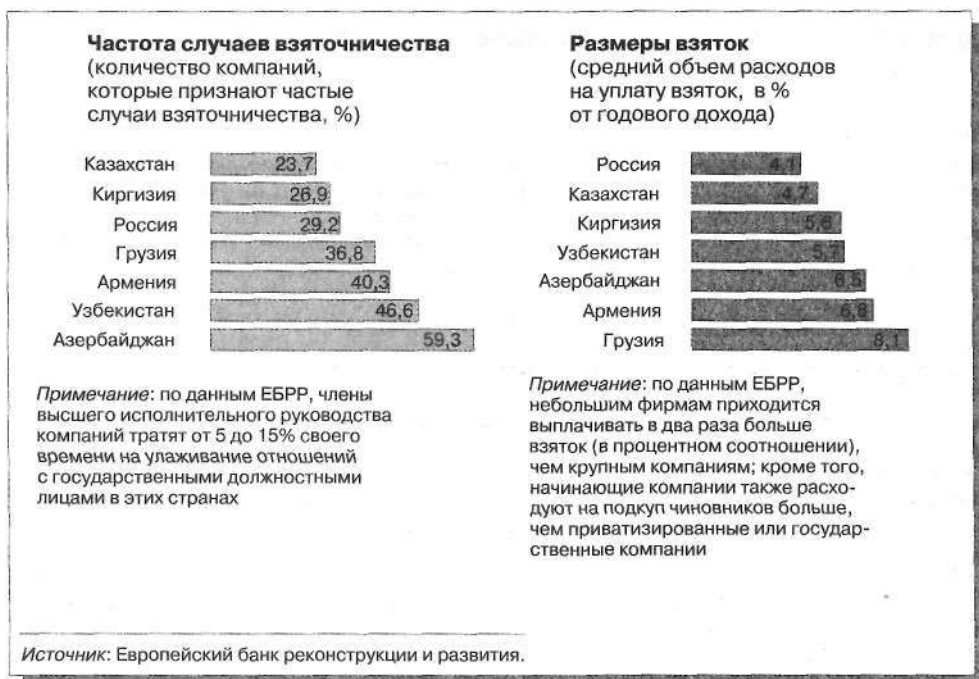 Частота случаев взяточничества
(количество компаний,
которые признают частые
случаи взяточничества, %)
Казахстан 23,7
Киргизия 26,9
Россия 29,2
Грузия 36,8
Армения 40,3
Узбекистан 46,6
Азербайджан 59,3
Примечание: по данным ЕБРР, члены
высшего исполнительного руководства
компаний тратят от 5 до 15% своего
времени на улаживание отношений
с государственными должностными
лицами в этих странах
Размеры взяток
(средний объем расходов
на уплату взяток, в %
от годового дохода)
Россия 4,1
Казахстан 4,7
Киргизия
Узбекистан 5,7
Азербайджан 6,5
Армения
Грузия 8,1
Примечание: по данным ЕБРР,
небольшим фирмам приходится
выплачивать в два раза больше
взяток (в процентном соотношении),
чем крупным компаниям; кроме того,
начинающие компании также расхо-
дуют на подкуп чиновников больше,
чем приватизированные или государ-
ственные компании
Источник: Европейский банк реконструкции и развития.